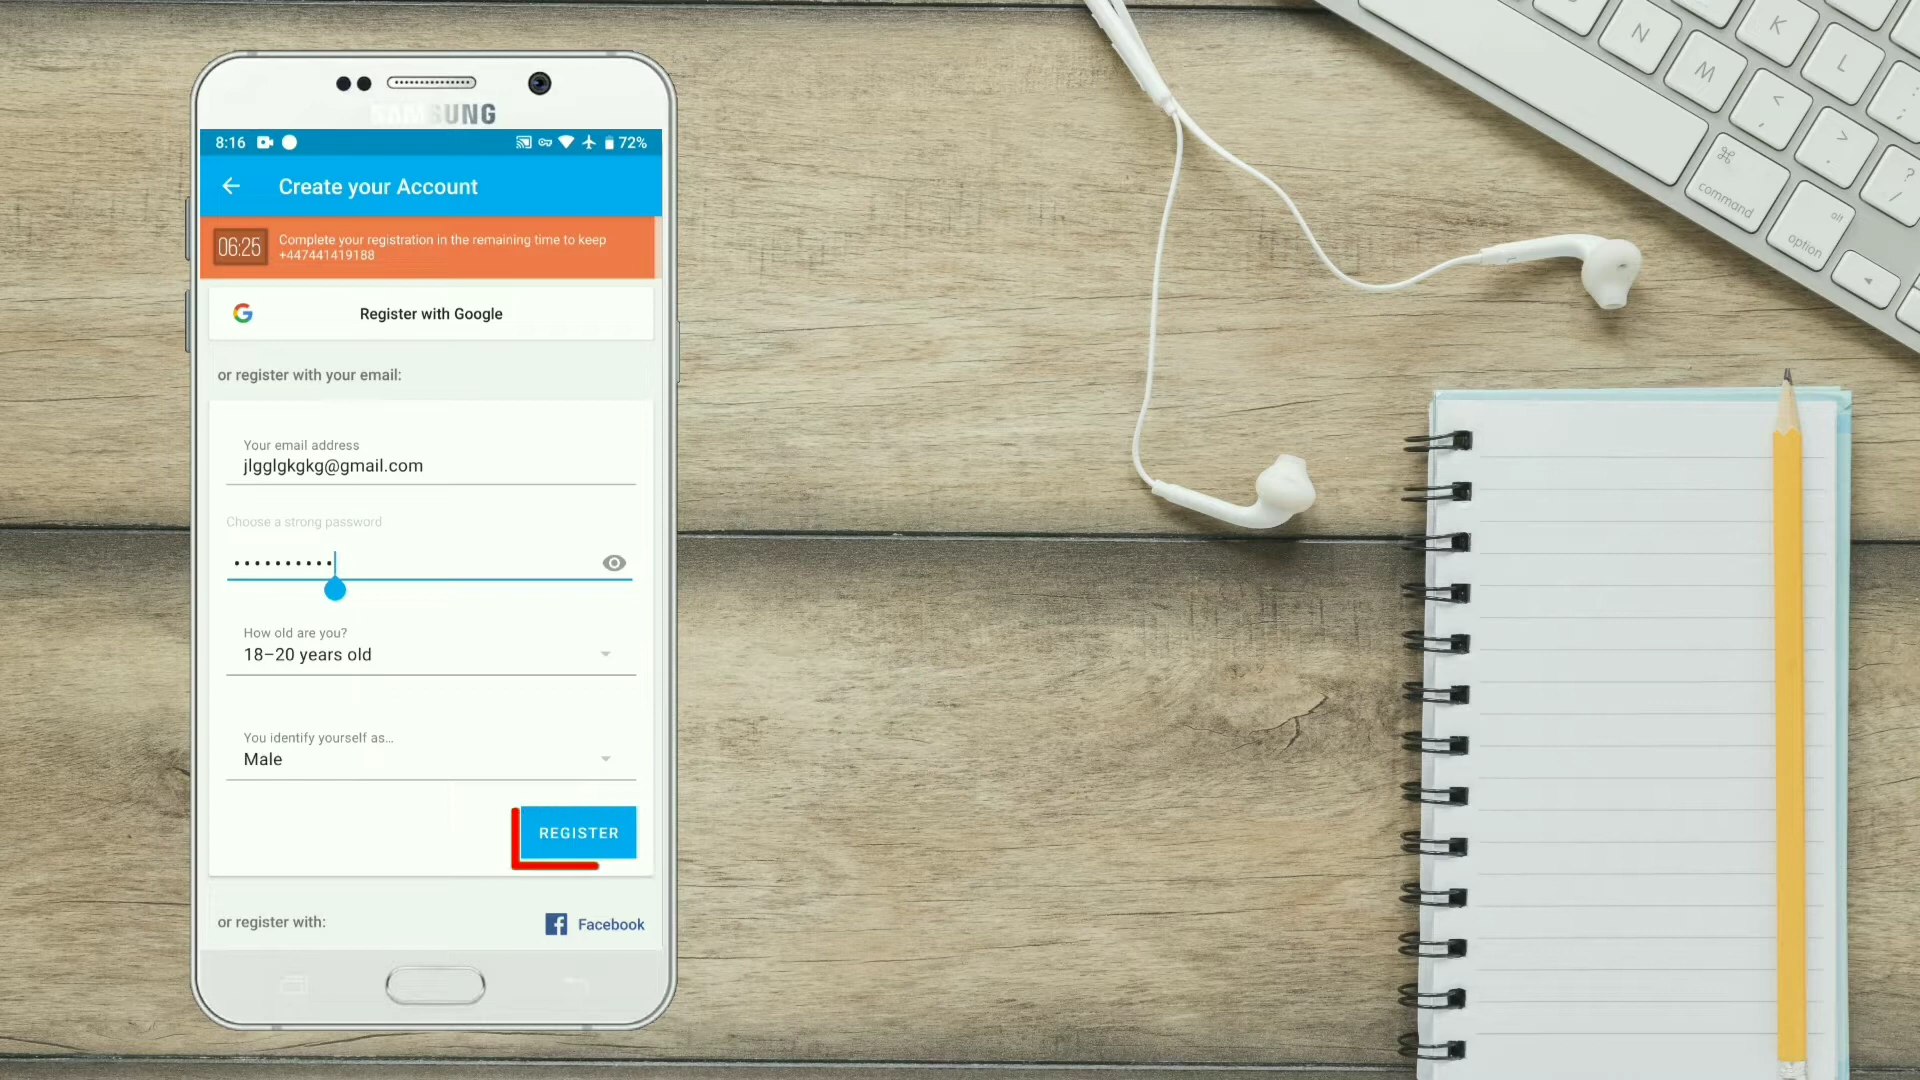 SAMSUNG
8:16
72%
Create your Account
06:25
Complete your registration in the remaining time to keep
+447441419188
Register with Google
or register with your email:
Your email address
jlgglgkgkg@gmail.com
Choose a strong password
How old are you?
18–20 years old
You identify yourself as...
Male
REGISTER
or register with:
Facebook
N
M
K
L
<
,
>
.
:
;
?
/
⌘
command
alt
option